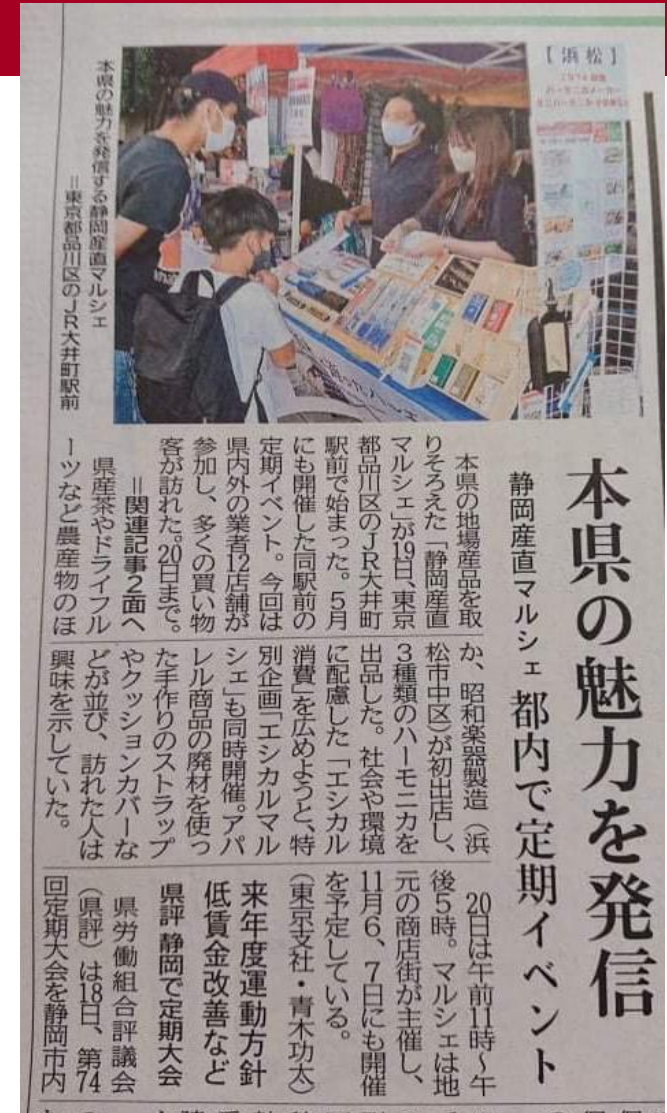 本県の魅力を発信
静岡産直マルシェ 都内で定期イベント
【浜松】
本県の魅力を発信する静岡産直マルシェ
=東京都品川区のJR大井町駅前
本県の地場産品を取
りそろえた「静岡産直
マルシェ」が19日、東京
都品川区のJR大井町
駅前で始まった。5月
にも開催した同駅前の
定期イベント。今回は
県内外の業者12店舗が
参加し、多くの買い物
客が訪れた。20日まで。
=関連記事2面へ
県産茶やドライフル
ーツなど農産物のほ
か、昭和楽器製造(浜
松市中区)が初出店し、
3種類のハーモニカを
出品した。社会や環境
に配慮した「エシカル
消費」を広めようと、特
別企画「エシカルマル
シェ」も同時開催。アパ
レル商品の廃材を使っ
た手作りのストラップ
やクッションカバーな
どが並び、訪れた人は
興味を示していた。
20日は午前11時〜午
後5時。マルシェは地
元の商店街が主催し、
11月6、7日にも開催
を予定している。
(東京支社・青木功太)
来年度運動方針
低賃金改善など
県評 静岡で定期大会
県労働組合評議会
(県評)は18日、第74
回定期大会を静岡市内